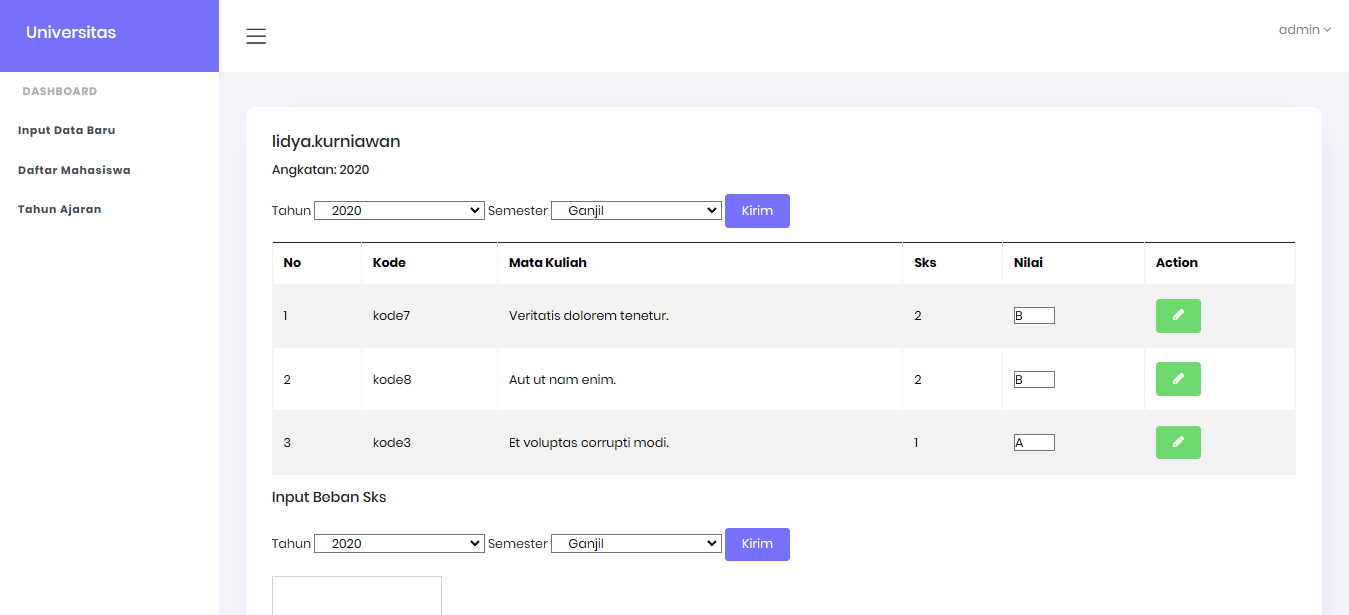 Universitas
admin
DASHBOARD
Input Data Baru
Daftar Mahasiswa
Tahun Ajaran
lidya.kurniawan
Angkatan: 2020
Tahun 2020 Semester Ganjil Kirim
No Kode Mata Kuliah Sks Nilai Action
1 kode7 Veritatis dolorem tenetur. 2 B
2 kode8 Aut ut nam enim. 2 B
3 kode3 Et voluptas corrupti modi. 1 A
Input Beban Sks
Tahun 2020 Semester Ganjil Kirim